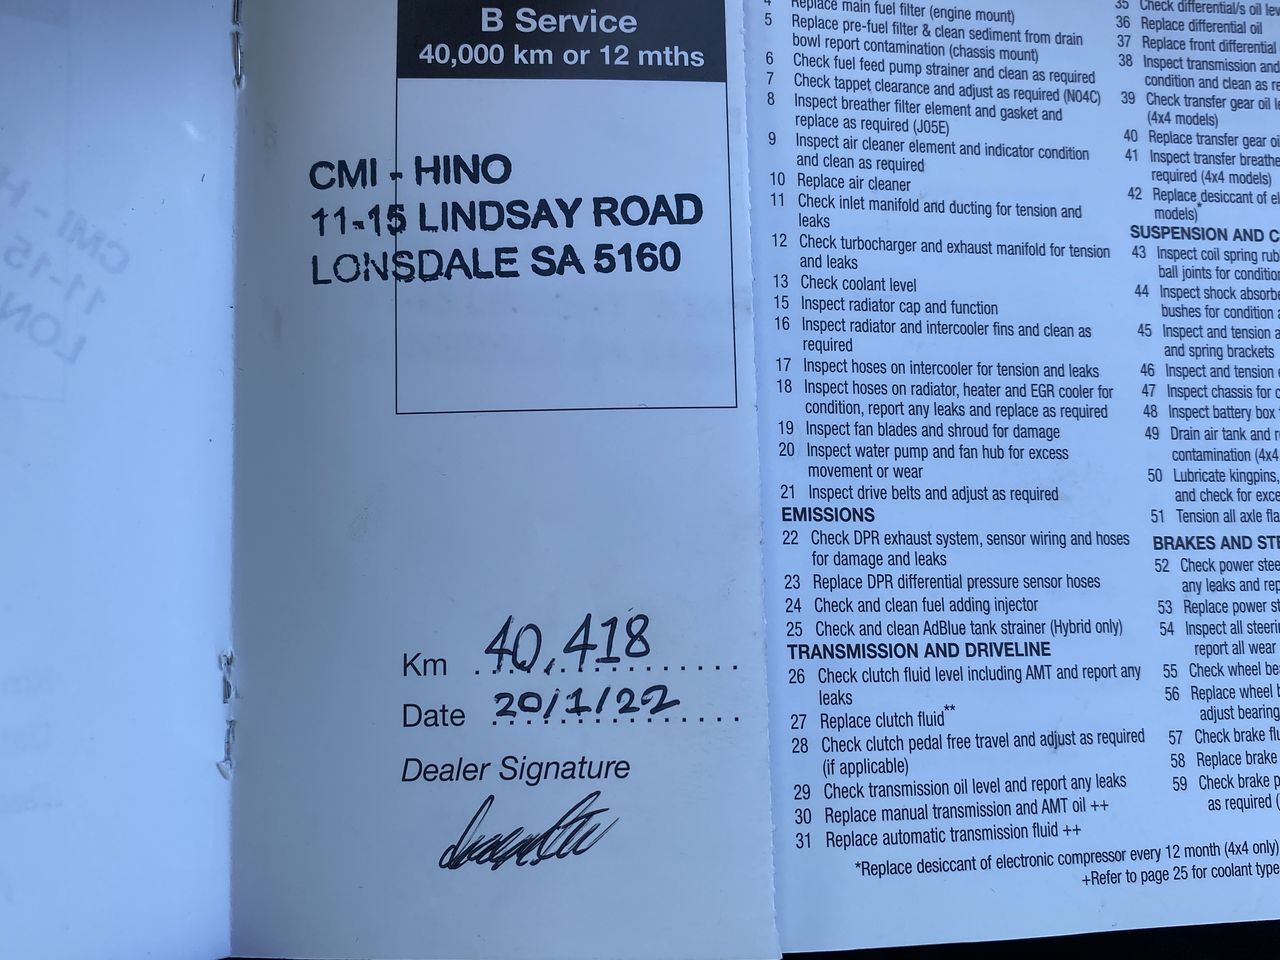 B Service
40,000 km or 12 mths
CMI - HINO
11-15 LINDSAY ROAD
LONSDALE SA 5160
Km 40,418
Date 20/1/22
Dealer Signature
4 Replace main fuel filter (engine mount)
5 Replace pre-fuel filter & clean sediment from drain
bowl report contamination (chassis mount)
6 Check fuel feed pump strainer and clean as required
7 Check tappet clearance and adjust as required (N04C)
8 Inspect breather filter element and gasket and
replace as required (J05E)
9 Inspect air cleaner element and indicator condition
and clean as required
10 Replace air cleaner
11 Check inlet manifold and ducting for tension and
leaks
12 Check turbocharger and exhaust manifold for tension
and leaks
13 Check coolant level
15 Inspect radiator cap and function
16 Inspect radiator and intercooler fins and clean as
required
17 Inspect hoses on intercooler for tension and leaks
18 Inspect hoses on radiator, heater and EGR cooler for
condition, report any leaks and replace as required
19 Inspect fan blades and shroud for damage
20 Inspect water pump and fan hub for excess
movement or wear
21 Inspect drive belts and adjust as required
EMISSIONS
22 Check DPR exhaust system, sensor wiring and hoses
for damage and leaks
23 Replace DPR differential pressure sensor hoses
24 Check and clean fuel adding injector
25 Check and clean AdBlue tank strainer (Hybrid only)
TRANSMISSION AND DRIVELINE
26 Check clutch fluid level including AMT and report any
leaks
27 Replace clutch fluid**
28 Check clutch pedal free travel and adjust as required
(if applicable)
29 Check transmission oil level and report any leaks
30 Replace manual transmission and AMT oil ++
31 Replace automatic transmission fluid ++
35 Check differential/s oil lev
36 Replace differential oil
37 Replace front differential
38 Inspect transmission and
condition and clean as re
39 Check transfer gear oil le
(4x4 models)
40 Replace transfer gear oi
41 Inspect transfer breathe
required (4x4 models)
42 Replace desiccant of el
models)*
SUSPENSION AND C
43 Inspect coil spring rub
ball joints for condition
44 Inspect shock absorbe
bushes for condition a
45 Inspect and tension a
and spring brackets
46 Inspect and tension
47 Inspect chassis for c
48 Inspect battery box
49 Drain air tank and r
contamination (4x4
50 Lubricate kingpins,
and check for exce
51 Tension all axle fla
BRAKES AND STE
52 Check power stee
any leaks and rep
53 Replace power st
54 Inspect all steerin
report all wear
55 Check wheel be
56 Replace wheel b
adjust bearing
57 Check brake flu
58 Replace brake
59 Check brake p
as required (
*Replace desiccant of electronic compressor every 12 month (4x4 only)
+Refer to page 25 for coolant type